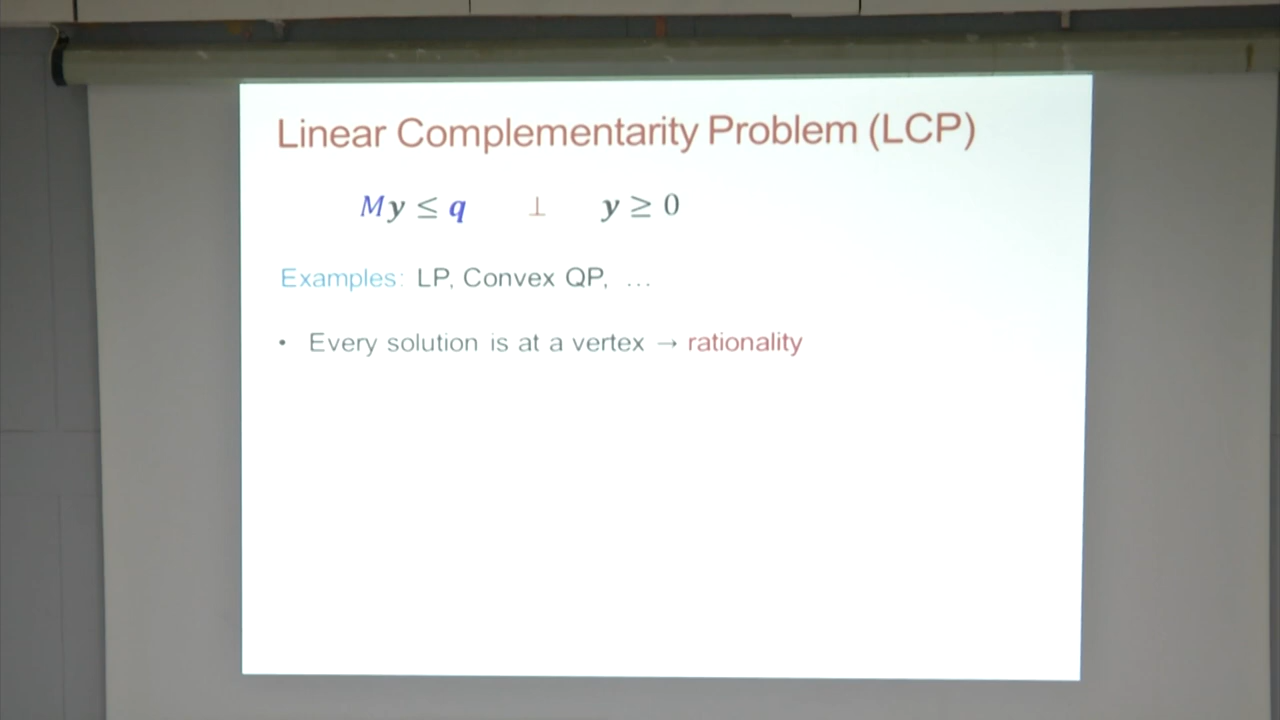 Linear Complementarity Problem (LCP)
My ≤ q ⊥ y ≥ 0
Examples: LP, Convex QP, ...
• Every solution is at a vertex → rationality